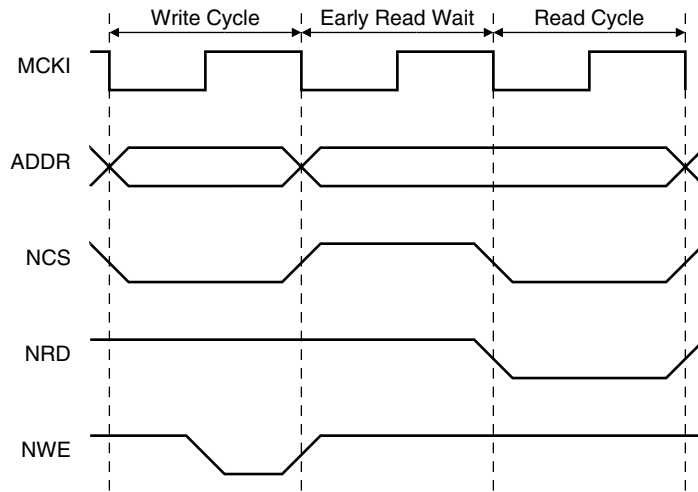 Write Cycle Early Read Wait Read Cycle
MCKI
ADDR
NCS
NRD
NWE